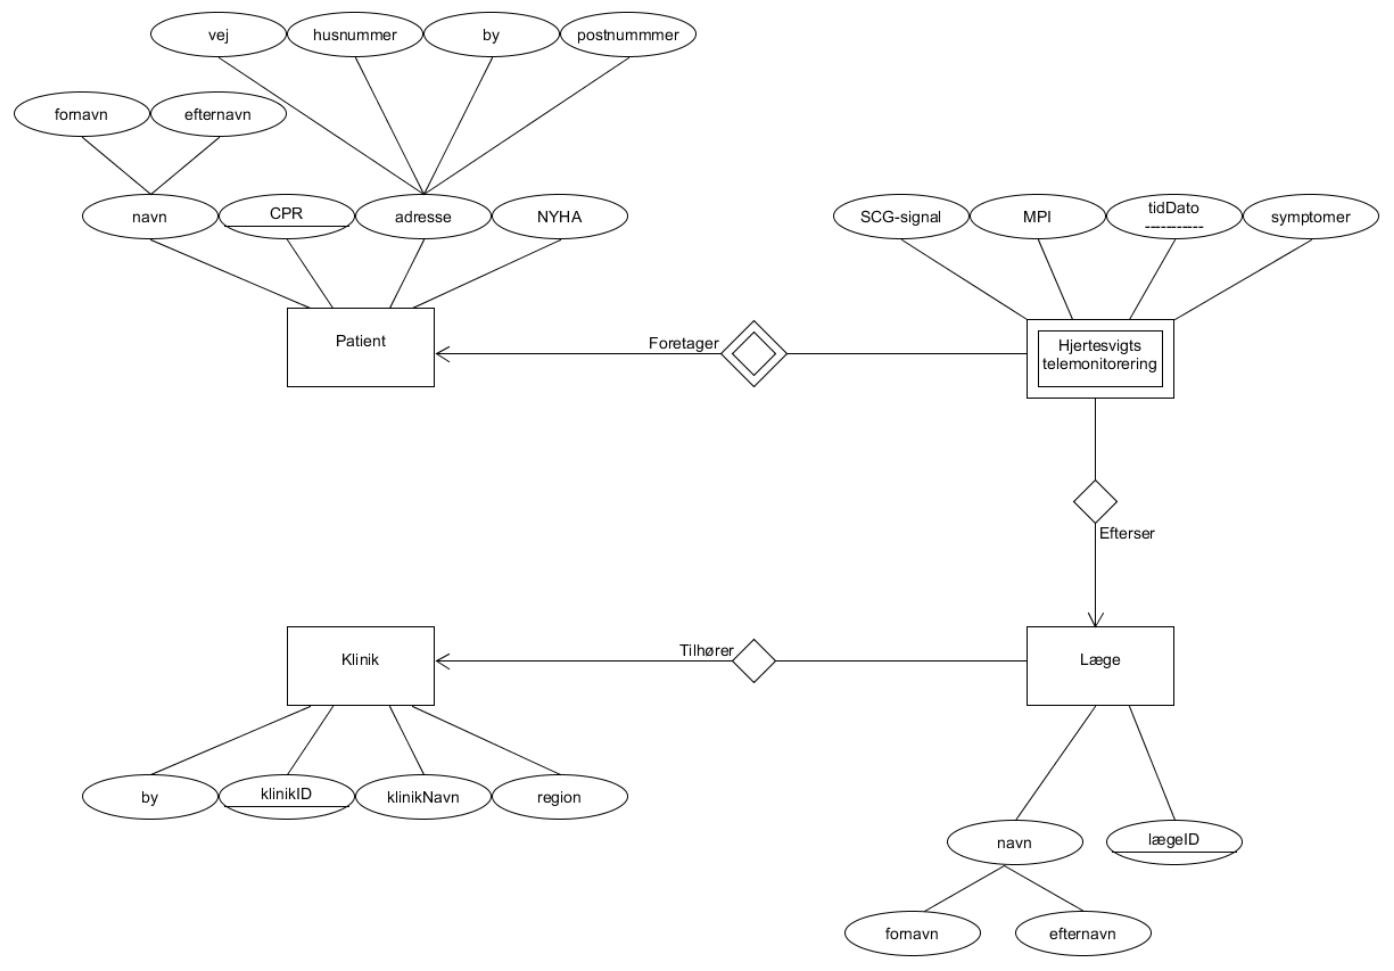 vej
husnummer
by
postnummmer
fornavn
efternavn
navn
CPR
adresse
NYHA
SCG-signal
MPI
tidDato
symptomer
Patient
Foretager
Hjertesvigts
telemonitorering
Efterser
Klinik
Tilhører
Læge
by
klinikID
klinikNavn
region
navn
lægeID
fornavn
efternavn